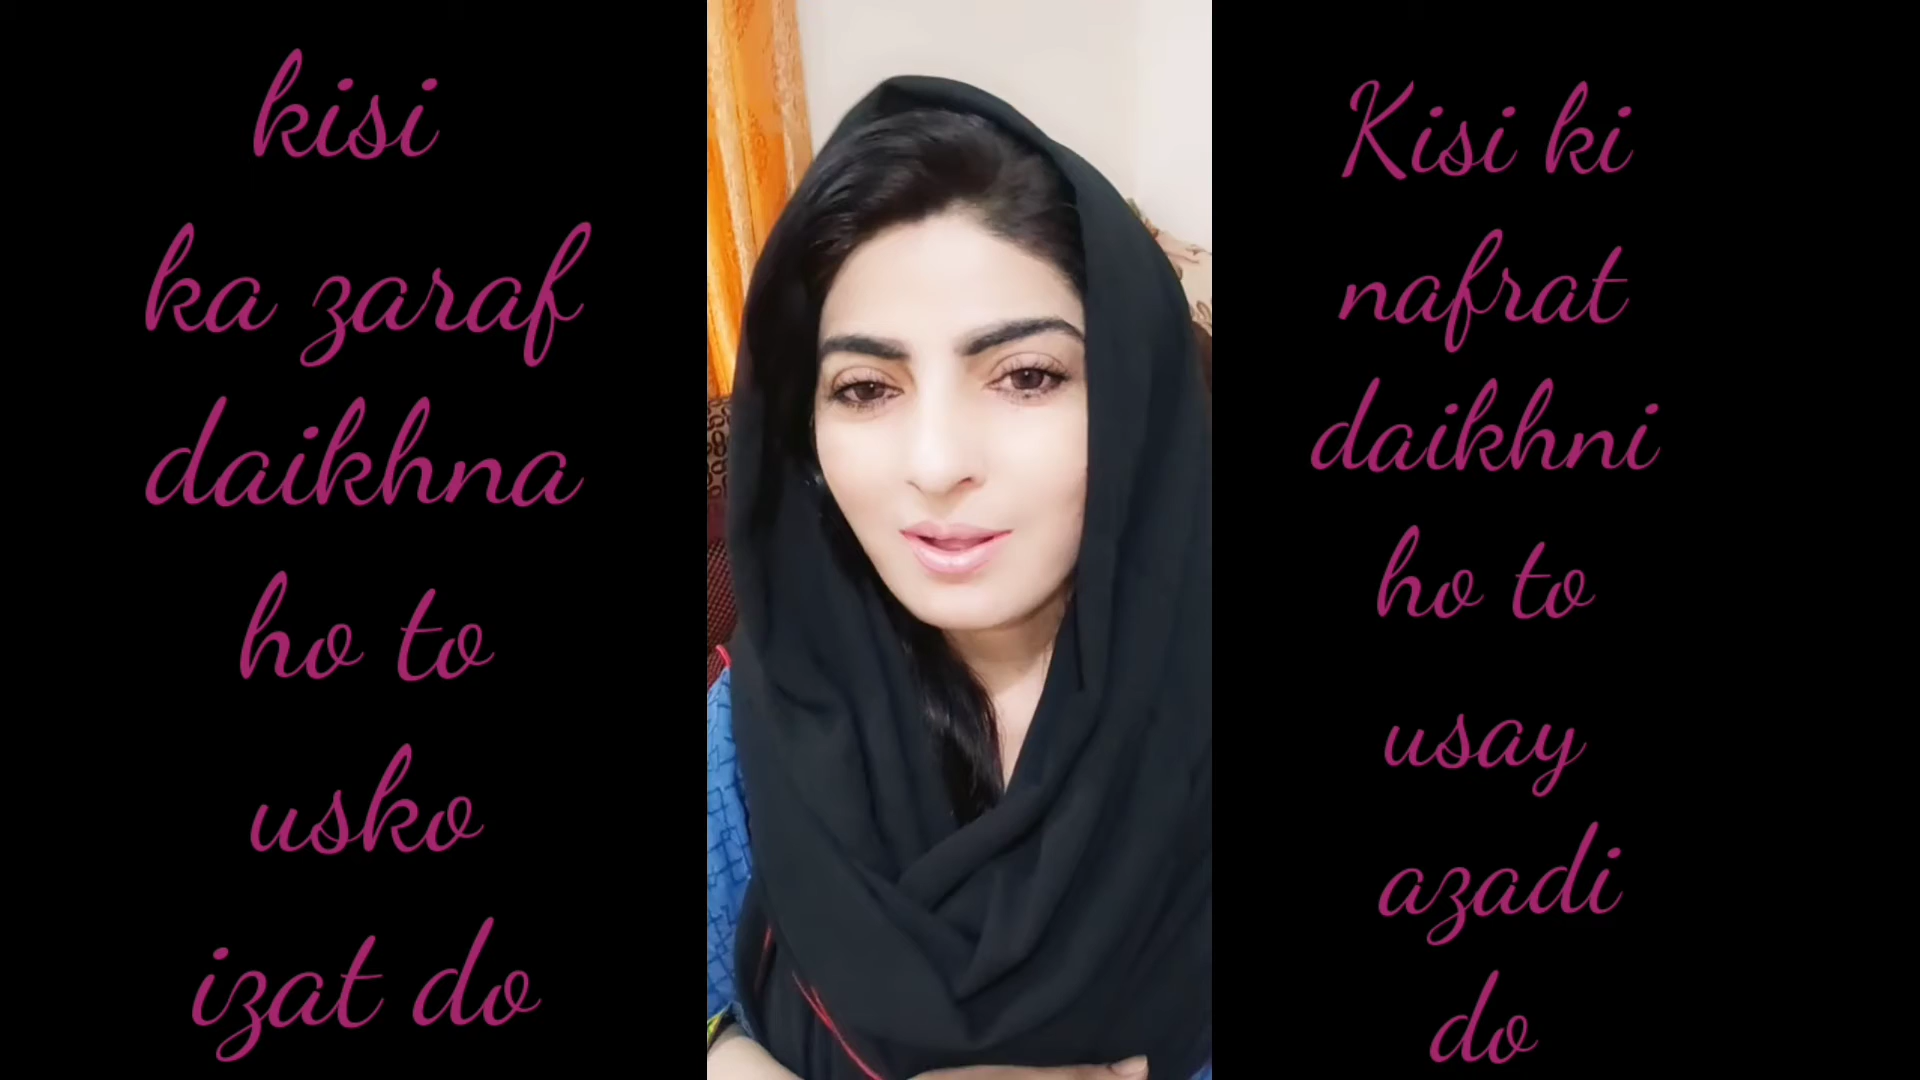 kisi
ka zaraf
daikhna
ho to
usko
izat do
Kisi ki
nafrat
daikhni
ho to
usay
azadi
do